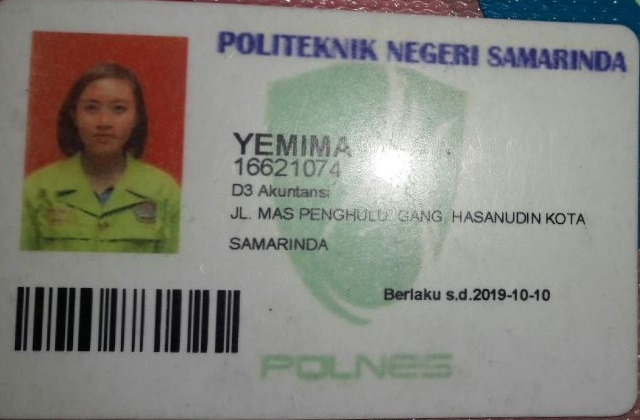 POLITEKNIK NEGERI SAMARINDA
YEMIMA
16621074
D3 Akuntansi
JL. MAS PENGHULU GANG. HASANUDIN KOTA
SAMARINDA
Berlaku s.d.2019-10-10
POLNES